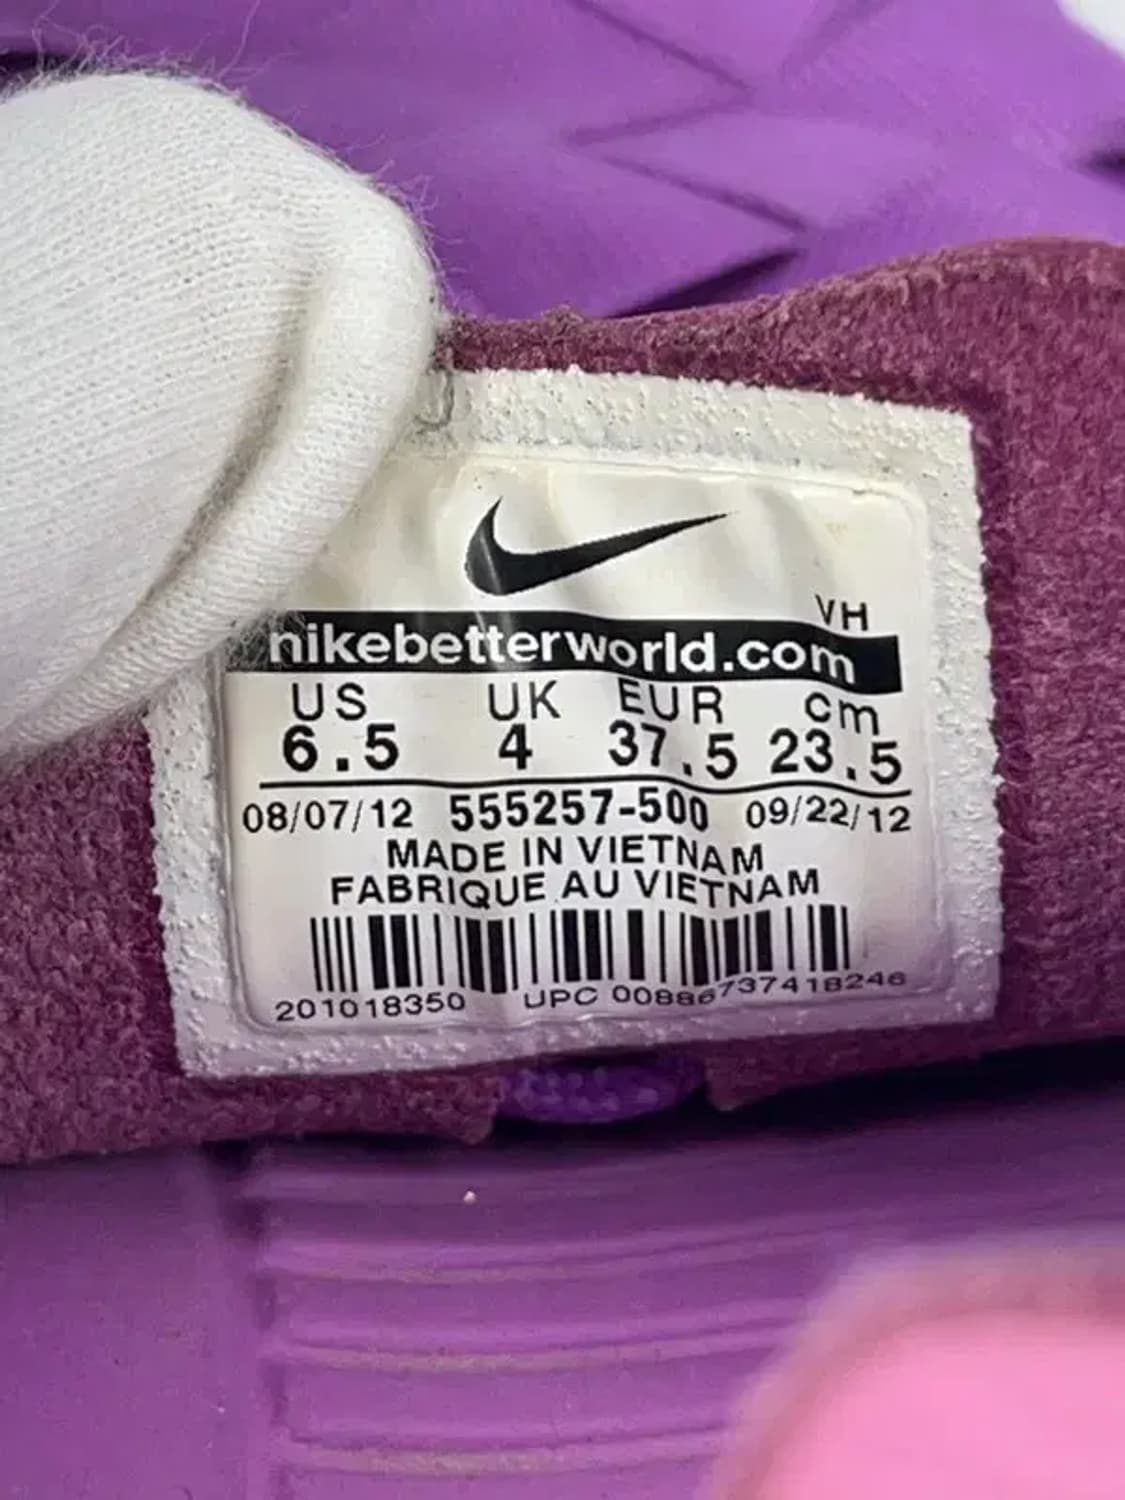 VH
nikebetterworld.com
US UK EUR cm
6.5 4 37.5 23.5
08/07/12 555257-500 09/22/12
MADE IN VIETNAM
FABRIQUE AU VIETNAM
201018350 UPC 00886737418246